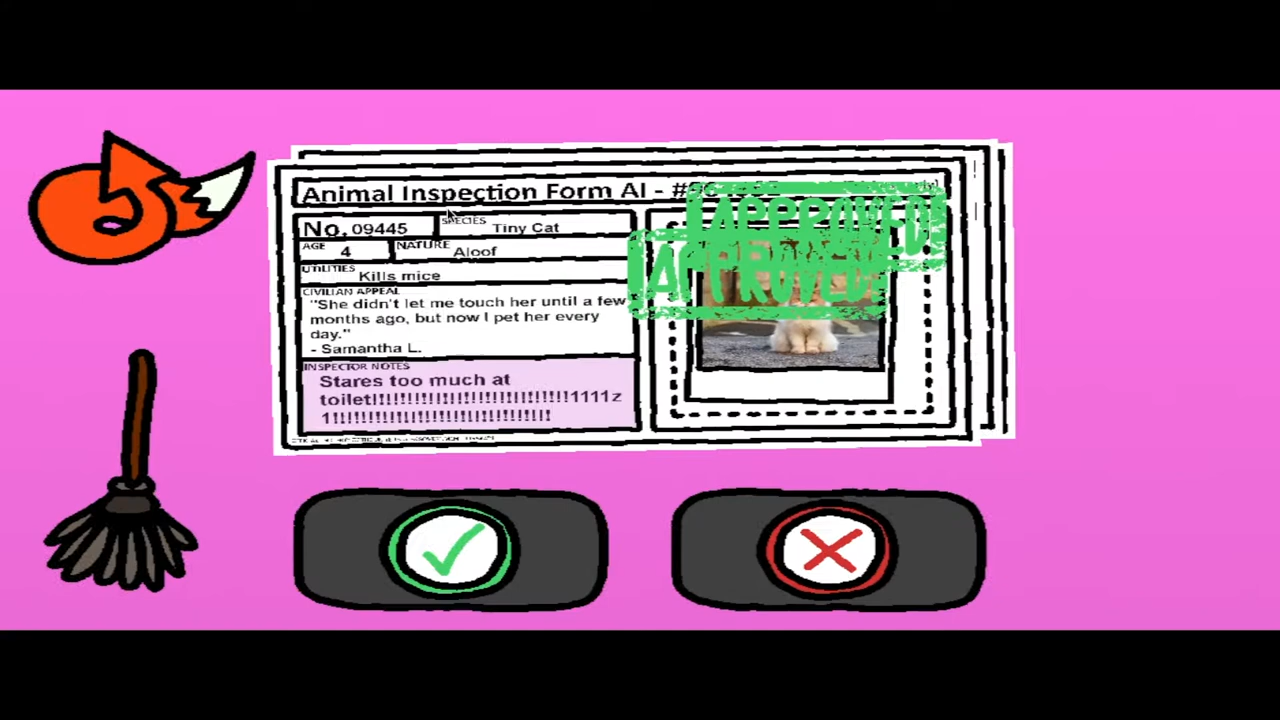 Animal Inspection Form AI - #
No. 09445
SPECIES Tiny Cat
AGE 4
NATURE Aloof
UTILITIES Kills mice
CIVILIAN APPEAL
"She didn't let me touch her until a few
months ago, but now I pet her every
day."
- Samantha L.
INSPECTOR NOTES
Stares too much at
toilet!!!!!!!!!!!!!!!!!!!!!!!!!!!!!1111z
1!!!!!!!!!!!!!!!!!!!!!!!!!!!!!!!!
APPROVED!
APPROVED!